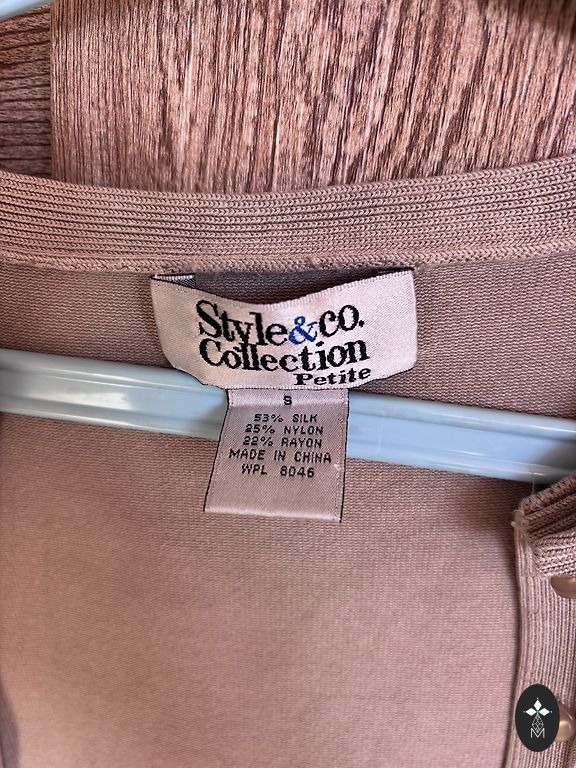 Style&co.
Collection
Petite
S
53% SILK
25% NYLON
22% RAYON
MADE IN CHINA
WPL 8046
M